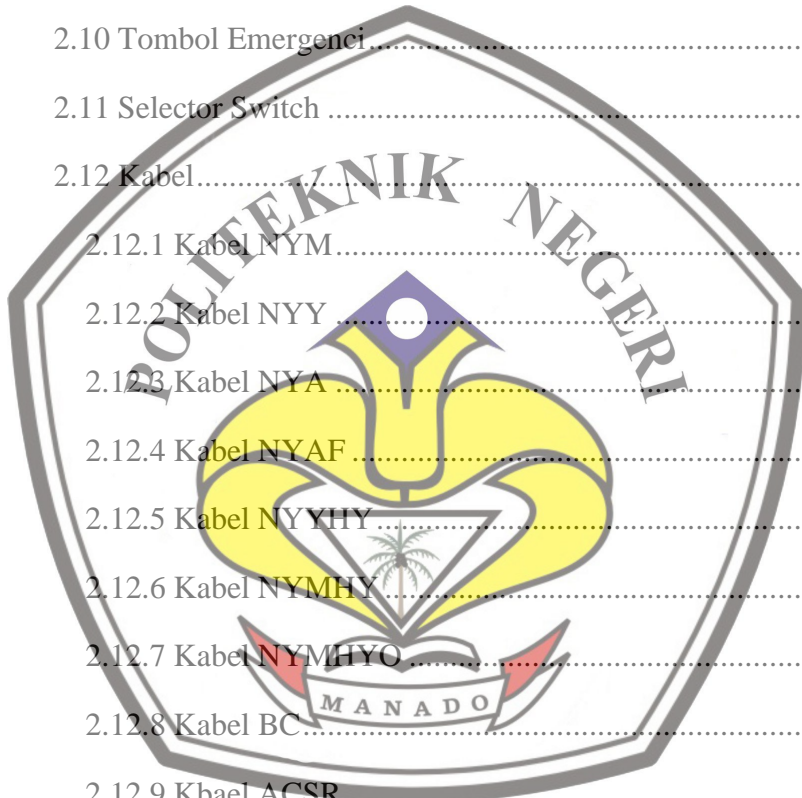 2.10 Tombol Emergenci................................................
2.11 Selector Switch ................................................
2.12 Kabel................................................
POLITEKNIK NEGERI
2.12.1 Kabel NYM................................................
2.12.2 Kabel NYY ................................................
2.12.3 Kabel NYA ................................................
2.12.4 Kabel NYAF ................................................
2.12.5 Kabel NYYHY................................................
2.12.6 Kabel NYMHY ................................................
2.12.7 Kabel NYMHYO ................................................
MANADO
2.12.8 Kabel BC................................................
2.12.9 Kbael ACSR